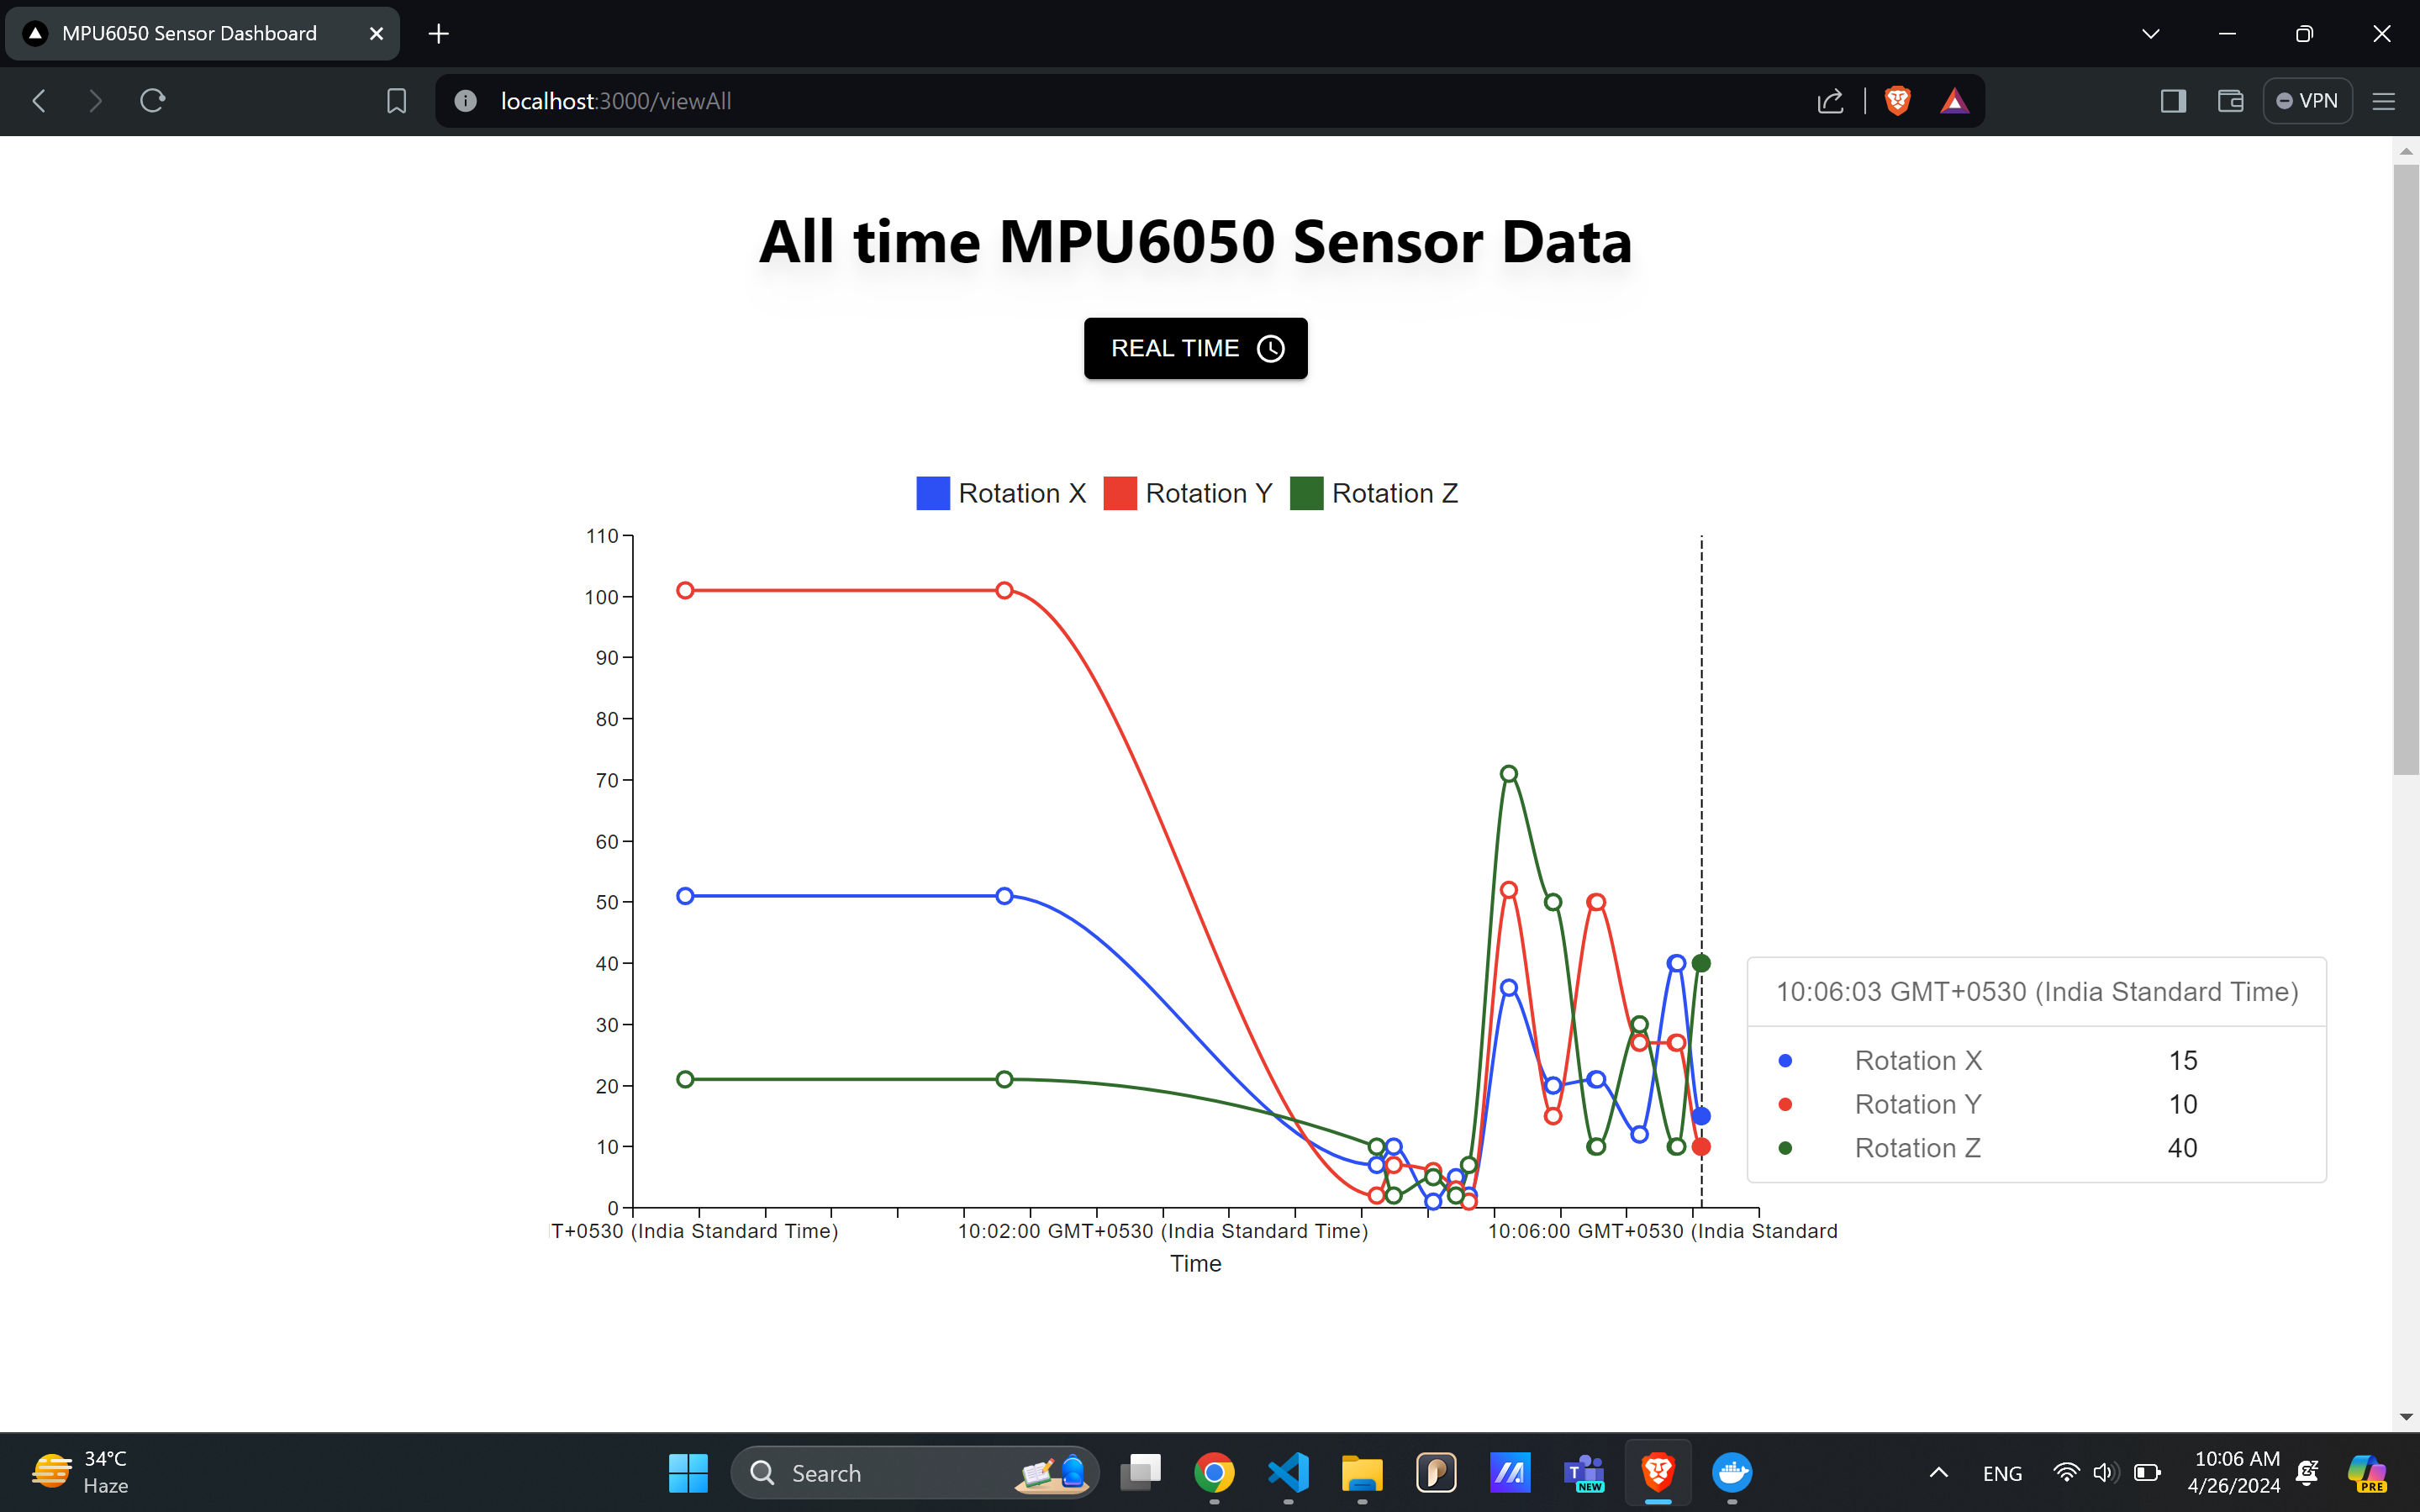 MPU6050 Sensor Dashboard
localhost:3000/viewAll
VPN
All time MPU6050 Sensor Data
REAL TIME
Rotation X Rotation Y Rotation Z
110
100
90
80
70
60
50
40
30
20
10
0
10:06:03 GMT+0530 (India Standard Time)
Rotation X 15
Rotation Y 10
Rotation Z 40
T+0530 (India Standard Time) 10:02:00 GMT+0530 (India Standard Time) 10:06:00 GMT+0530 (India Standard
Time
34°C
Haze
Search
T
NEW
ENG
10:06 AM
4/26/2024
PRE